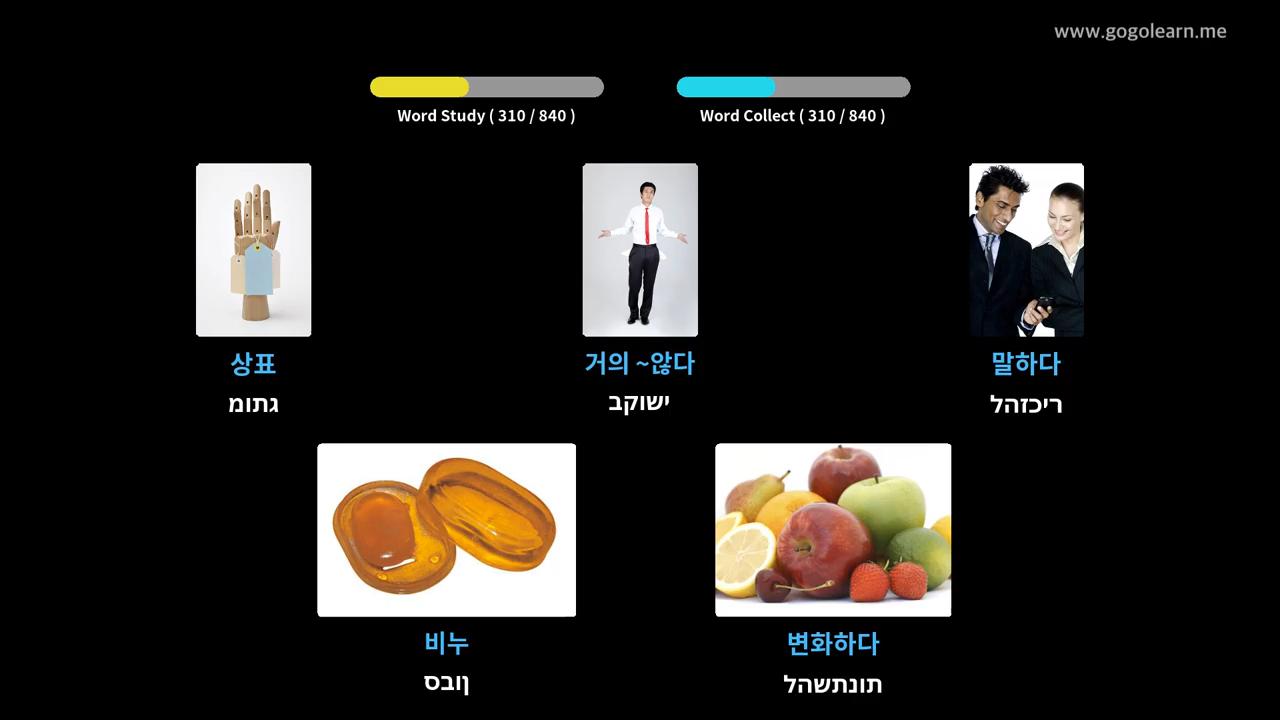 www.gogolearn.me
Word Study ( 310 / 840 )
Word Collect ( 310 / 840 )
상표
גתומ
거의 ~않다
ישוקב
말하다
ריכזהל
비누
ןובס
변화하다
תונתשהל